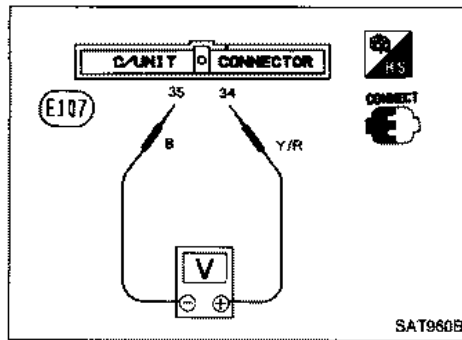 C/UNIT CONNECTOR
H.S.
35 34
E107
CONNECT
B Y/R
V
SAT960B